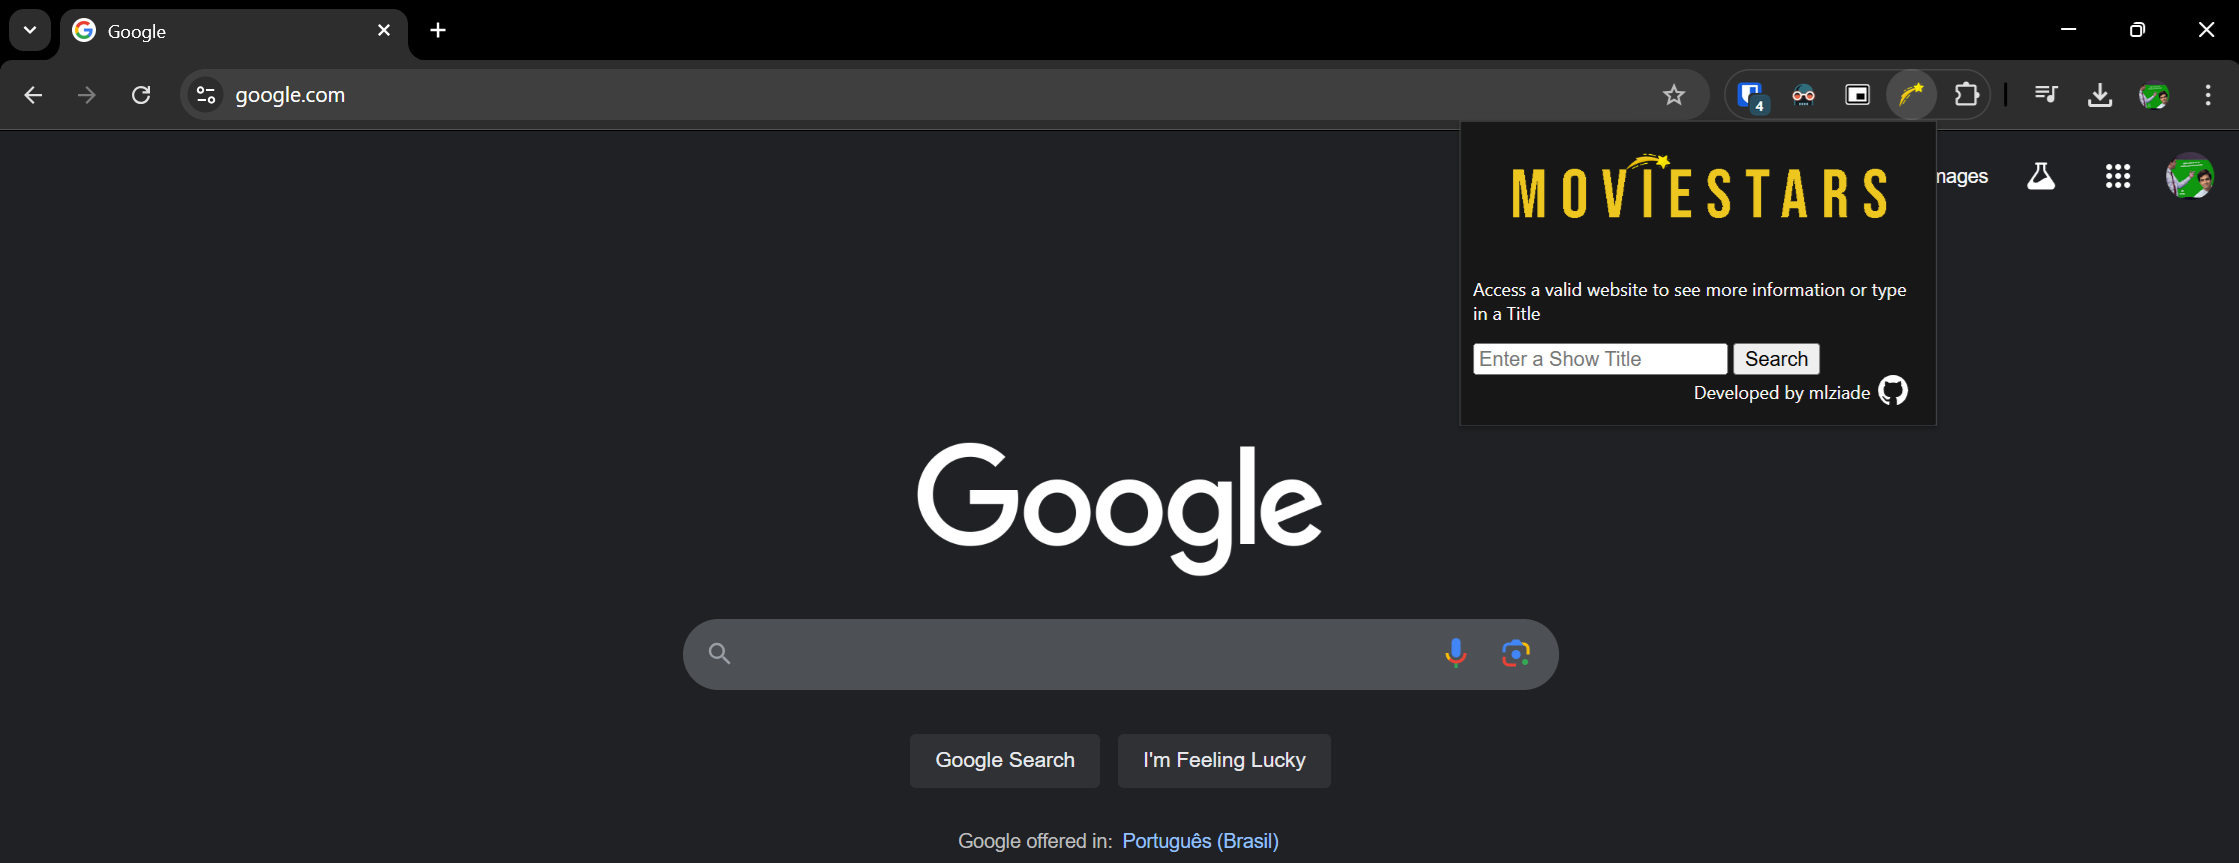 Google
google.com
4
MOVIESTARS
Access a valid website to see more information or type
in a Title
Enter a Show Title
Search
Developed by mlziade
mages
Google
Google Search
I'm Feeling Lucky
Google offered in: Português (Brasil)